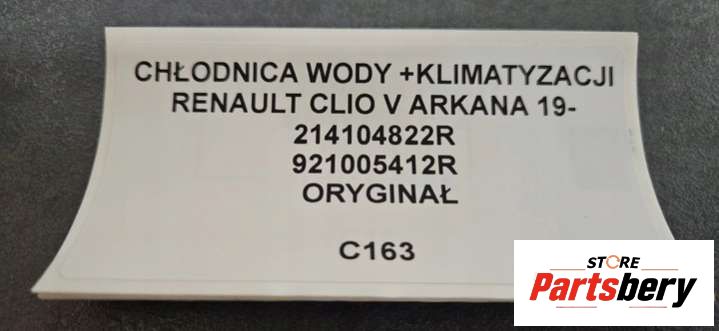 CHŁODNICA WODY +KLIMATYZACJI
RENAULT CLIO V ARKANA 19-
214104822R
921005412R
ORYGINAŁ
C163
STORE
Partsbery